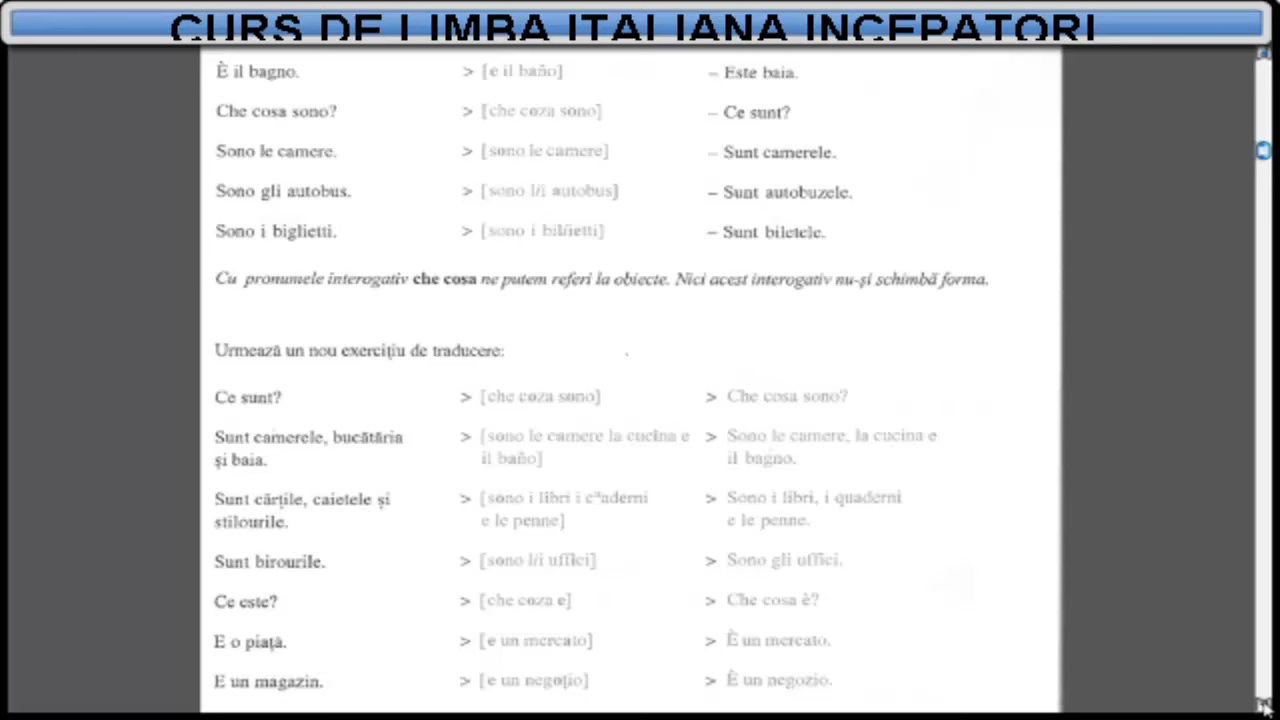 CURS DE LIMBA ITALIANA INCEPATORI
È il bagno. > [e il baño] – Este baia.
Che cosa sono? > [che coza sono] – Ce sunt?
Sono le camere. > [sono le camere] – Sunt camerele.
Sono gli autobus. > [sono l/i autobus] – Sunt autobuzele.
Sono i biglietti. > [sono i bil/ietti] – Sunt biletele.
Cu pronumele interogativ che cosa ne putem referi la obiecte. Nici acest interogativ nu-și schimbă forma.
Urmează un nou exercițiu de traducere:
Ce sunt? > [che coza sono] > Che cosa sono?
Sunt camerele, bucătăria > [sono le camere la cucina e > Sono le camere, la cucina e
și baia. il baño] il bagno.
Sunt cărțile, caietele și > [sono i libri i cᵘaderni > Sono i libri, i quaderni
stilourile. e le penne] e le penne.
Sunt birourile. > [sono l/i uffici] > Sono gli uffici.
Ce este? > [che coza e] > Che cosa è?
E o piață. > [e un mercato] > È un mercato.
E un magazin. > [e un negoțio] > È un negozio.